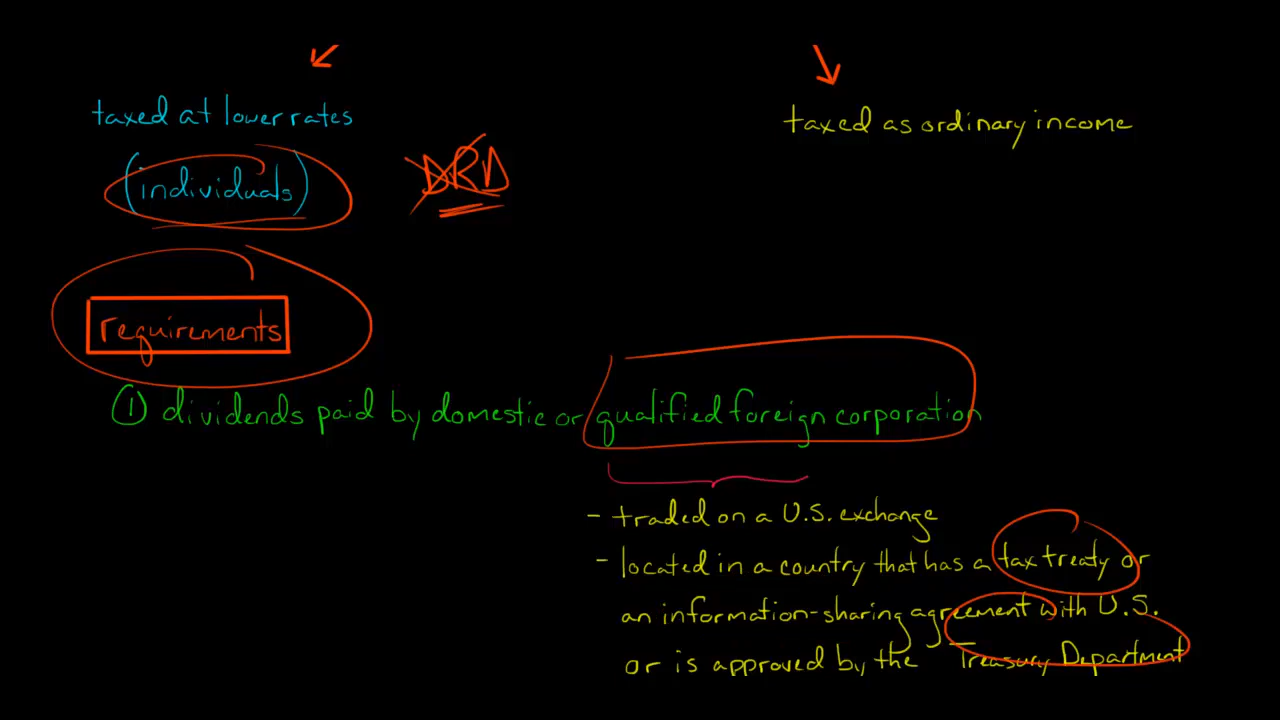 taxed at lower rates
taxed as ordinary income
(individuals)
DRD
requirements
① dividends paid by domestic or qualified foreign corporation
- traded on a U.S. exchange
- located in a country that has a tax treaty or
an information-sharing agreement with U.S.
or is approved by the Treasury Department